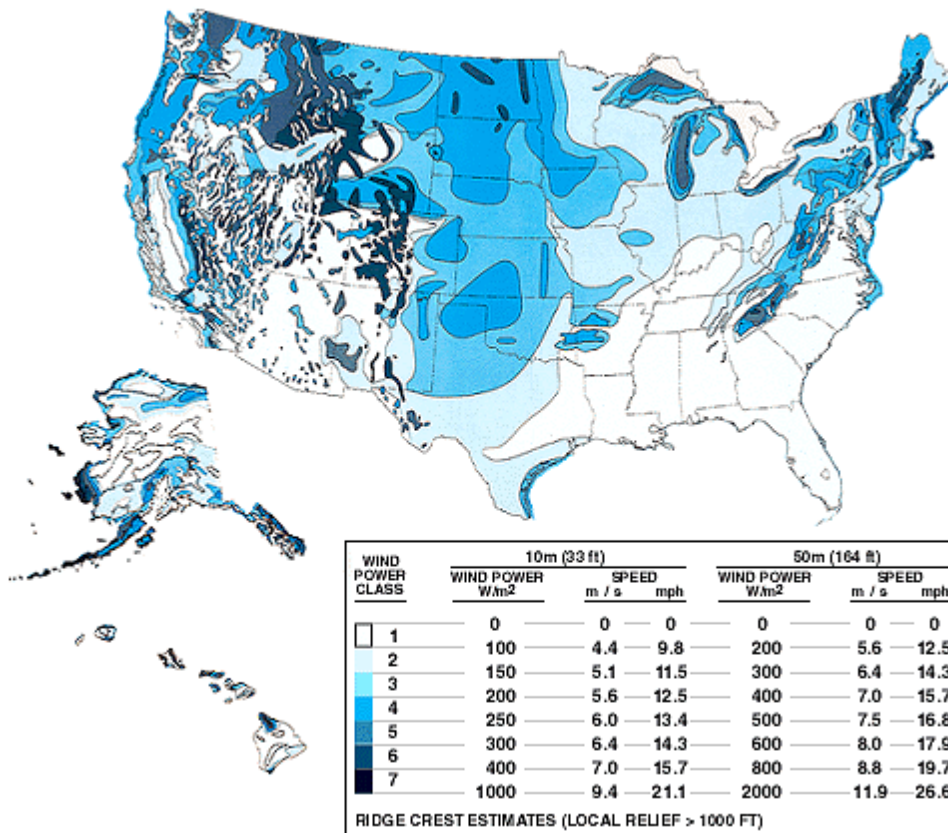 10m (33 ft) 50m (164 ft)
WIND POWER CLASS WIND POWER W/m² SPEED m / s mph WIND POWER W/m² SPEED m / s mph
0 0 0 0 0 0
1
100 4.4 9.8 200 5.6 12.5
2
150 5.1 11.5 300 6.4 14.3
3
200 5.6 12.5 400 7.0 15.7
4
250 6.0 13.4 500 7.5 16.8
5
300 6.4 14.3 600 8.0 17.9
6
400 7.0 15.7 800 8.8 19.7
7
1000 9.4 21.1 2000 11.9 26.6
RIDGE CREST ESTIMATES (LOCAL RELIEF > 1000 FT)